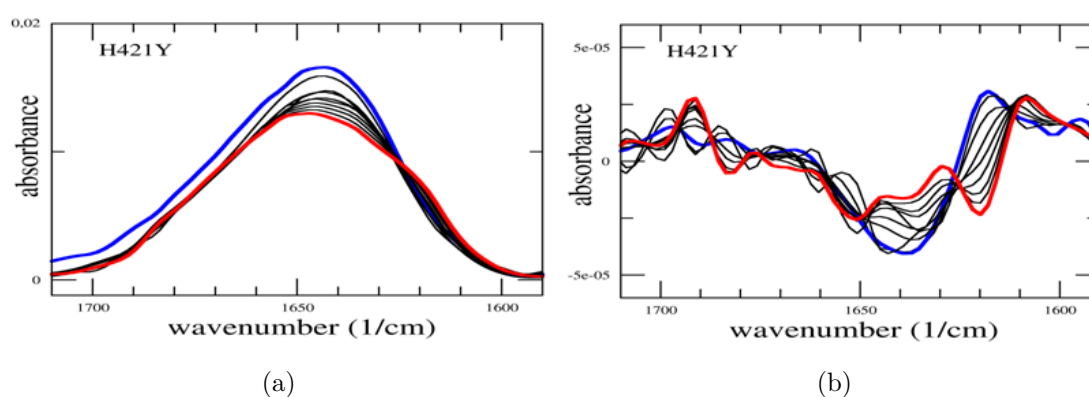 0,02
H421Y
absorbance
0
1700
1650
1600
wavenumber (1/cm)
(a)
5e-05
H421Y
absorbance
0
-5e-05
1700
1650
1600
wavenumber (1/cm)
(b)